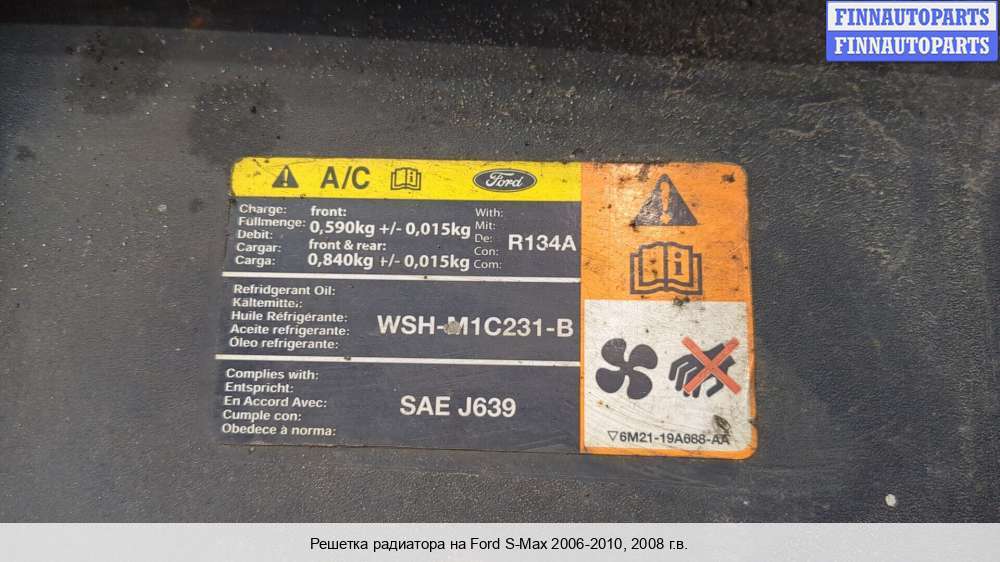 FINNAUTOPARTS
FINNAUTOPARTS
A/C
Ford
Charge:
Füllmenge:
Debit:
Cargar:
Carga:
front:
0,590kg +/- 0,015kg
front & rear:
0,840kg +/- 0,015kg
With:
Mit:
De:
Con:
Com:
R134A
Refridgerant Oil:
Kältemittel:
Huile Réfrigérante:
Aceite refrigerante:
Óleo refrigerante:
WSH-M1C231-B
Complies with:
Entspricht:
En Accord Avec:
Cumple con:
Obedece à norma:
SAE J639
6M21-19A668-AA
Решетка радиатора на Ford S-Max 2006-2010, 2008 г.в.